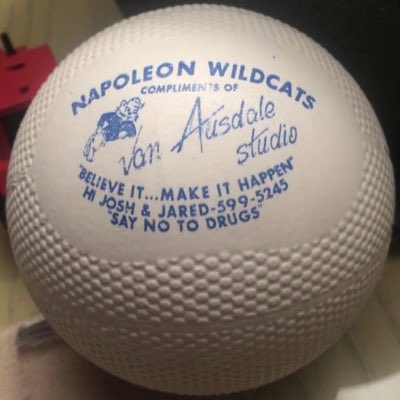 NAPOLEON WILDCATS
COMPLIMENTS OF
Van Ausdale
studio
"BELIEVE IT...MAKE IT HAPPEN"
HI JOSH & JARED-599-5245
"SAY NO TO DRUGS"